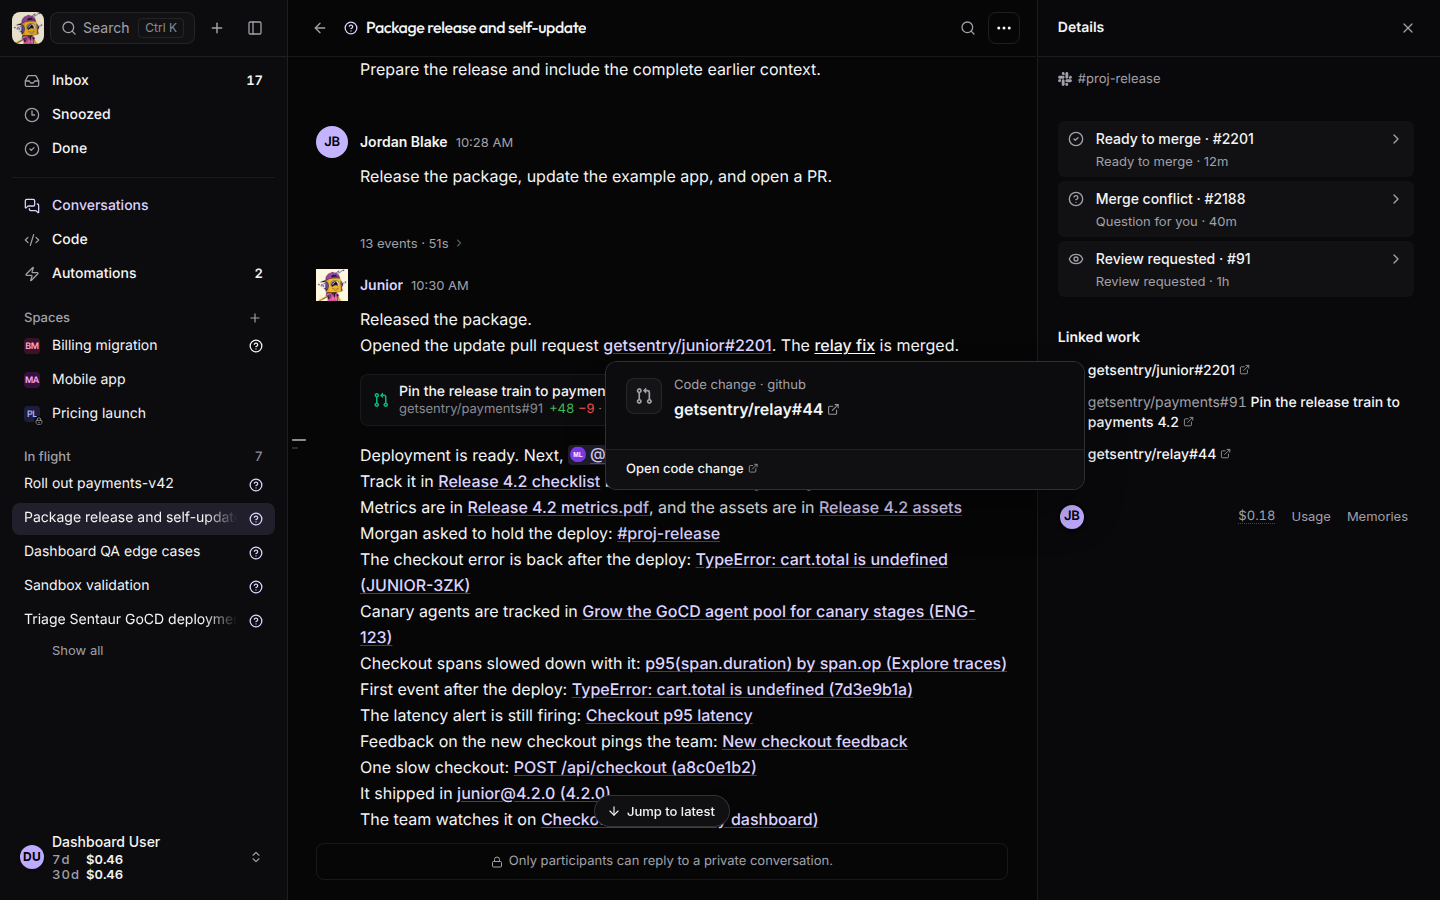 Search Ctrl K
Inbox 17
Snoozed
Done
Conversations
Code
Automations 2
Spaces
BM Billing migration
MA Mobile app
PL Pricing launch
In flight 7
Roll out payments-v42
Package release and self-updat
Dashboard QA edge cases
Sandbox validation
Triage Sentaur GoCD deployme
Show all
DU Dashboard User
7d $0.46
30d $0.46
Package release and self-update
Prepare the release and include the complete earlier context.
JB Jordan Blake 10:28 AM
Release the package, update the example app, and open a PR.
13 events · 51s
Junior 10:30 AM
Released the package.
Opened the update pull request getsentry/junior#2201. The relay fix is merged.
Pin the release train to paymen
getsentry/payments#91 +48 −9 ·
Code change · github
getsentry/relay#44
Open code change
Deployment is ready. Next, ML @
Track it in Release 4.2 checklist
Metrics are in Release 4.2 metrics.pdf, and the assets are in Release 4.2 assets
Morgan asked to hold the deploy: #proj-release
The checkout error is back after the deploy: TypeError: cart.total is undefined
(JUNIOR-3ZK)
Canary agents are tracked in Grow the GoCD agent pool for canary stages (ENG-
123)
Checkout spans slowed down with it: p95(span.duration) by span.op (Explore traces)
First event after the deploy: TypeError: cart.total is undefined (7d3e9b1a)
The latency alert is still firing: Checkout p95 latency
Feedback on the new checkout pings the team: New checkout feedback
One slow checkout: POST /api/checkout (a8c0e1b2)
It shipped in junior@4.2.0 (4.2.0)
Jump to latest
The team watches it on Checko dashboard)
Only participants can reply to a private conversation.
Details
#proj-release
Ready to merge · #2201
Ready to merge · 12m
Merge conflict · #2188
Question for you · 40m
Review requested · #91
Review requested · 1h
Linked work
getsentry/junior#2201
getsentry/payments#91 Pin the release train to
payments 4.2
getsentry/relay#44
JB $0.18 Usage Memories